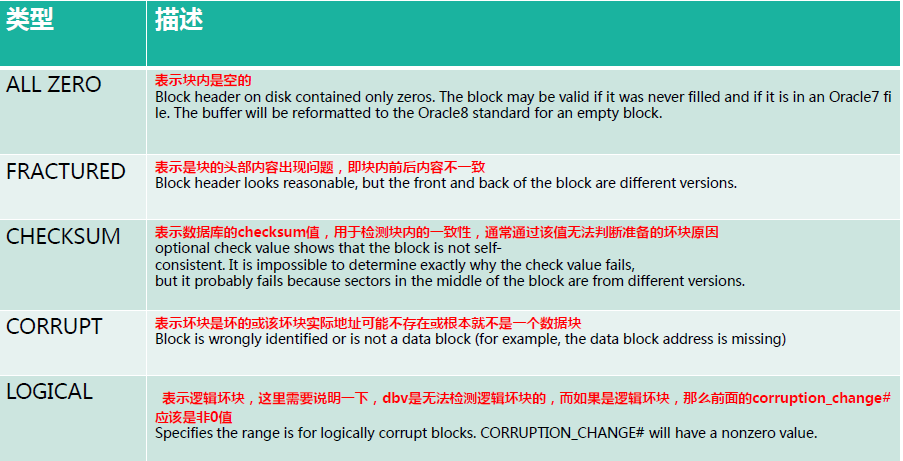 类型 描述
ALL ZERO
表示块内是空的
Block header on disk contained only zeros. The block may be valid if it was never filled and if it is in an Oracle7 fi
le. The buffer will be reformatted to the Oracle8 standard for an empty block.
FRACTURED
表示是块的头部内容出现问题，即块内前后内容不一致
Block header looks reasonable, but the front and back of the block are different versions.
CHECKSUM
表示数据库的checksum值，用于检测块内的一致性，通常通过该值无法判断准备的坏块原因
optional check value shows that the block is not self-
consistent. It is impossible to determine exactly why the check value fails,
but it probably fails because sectors in the middle of the block are from different versions.
CORRUPT
表示坏块是坏的或该坏块实际地址可能不存在或根本就不是一个数据块
Block is wrongly identified or is not a data block (for example, the data block address is missing)
LOGICAL
表示逻辑坏块，这里需要说明一下，dbv是无法检测逻辑坏块的，而如果是逻辑坏块，那么前面的corruption_change#
应该是非0值
Specifies the range is for logically corrupt blocks. CORRUPTION_CHANGE# will have a nonzero value.